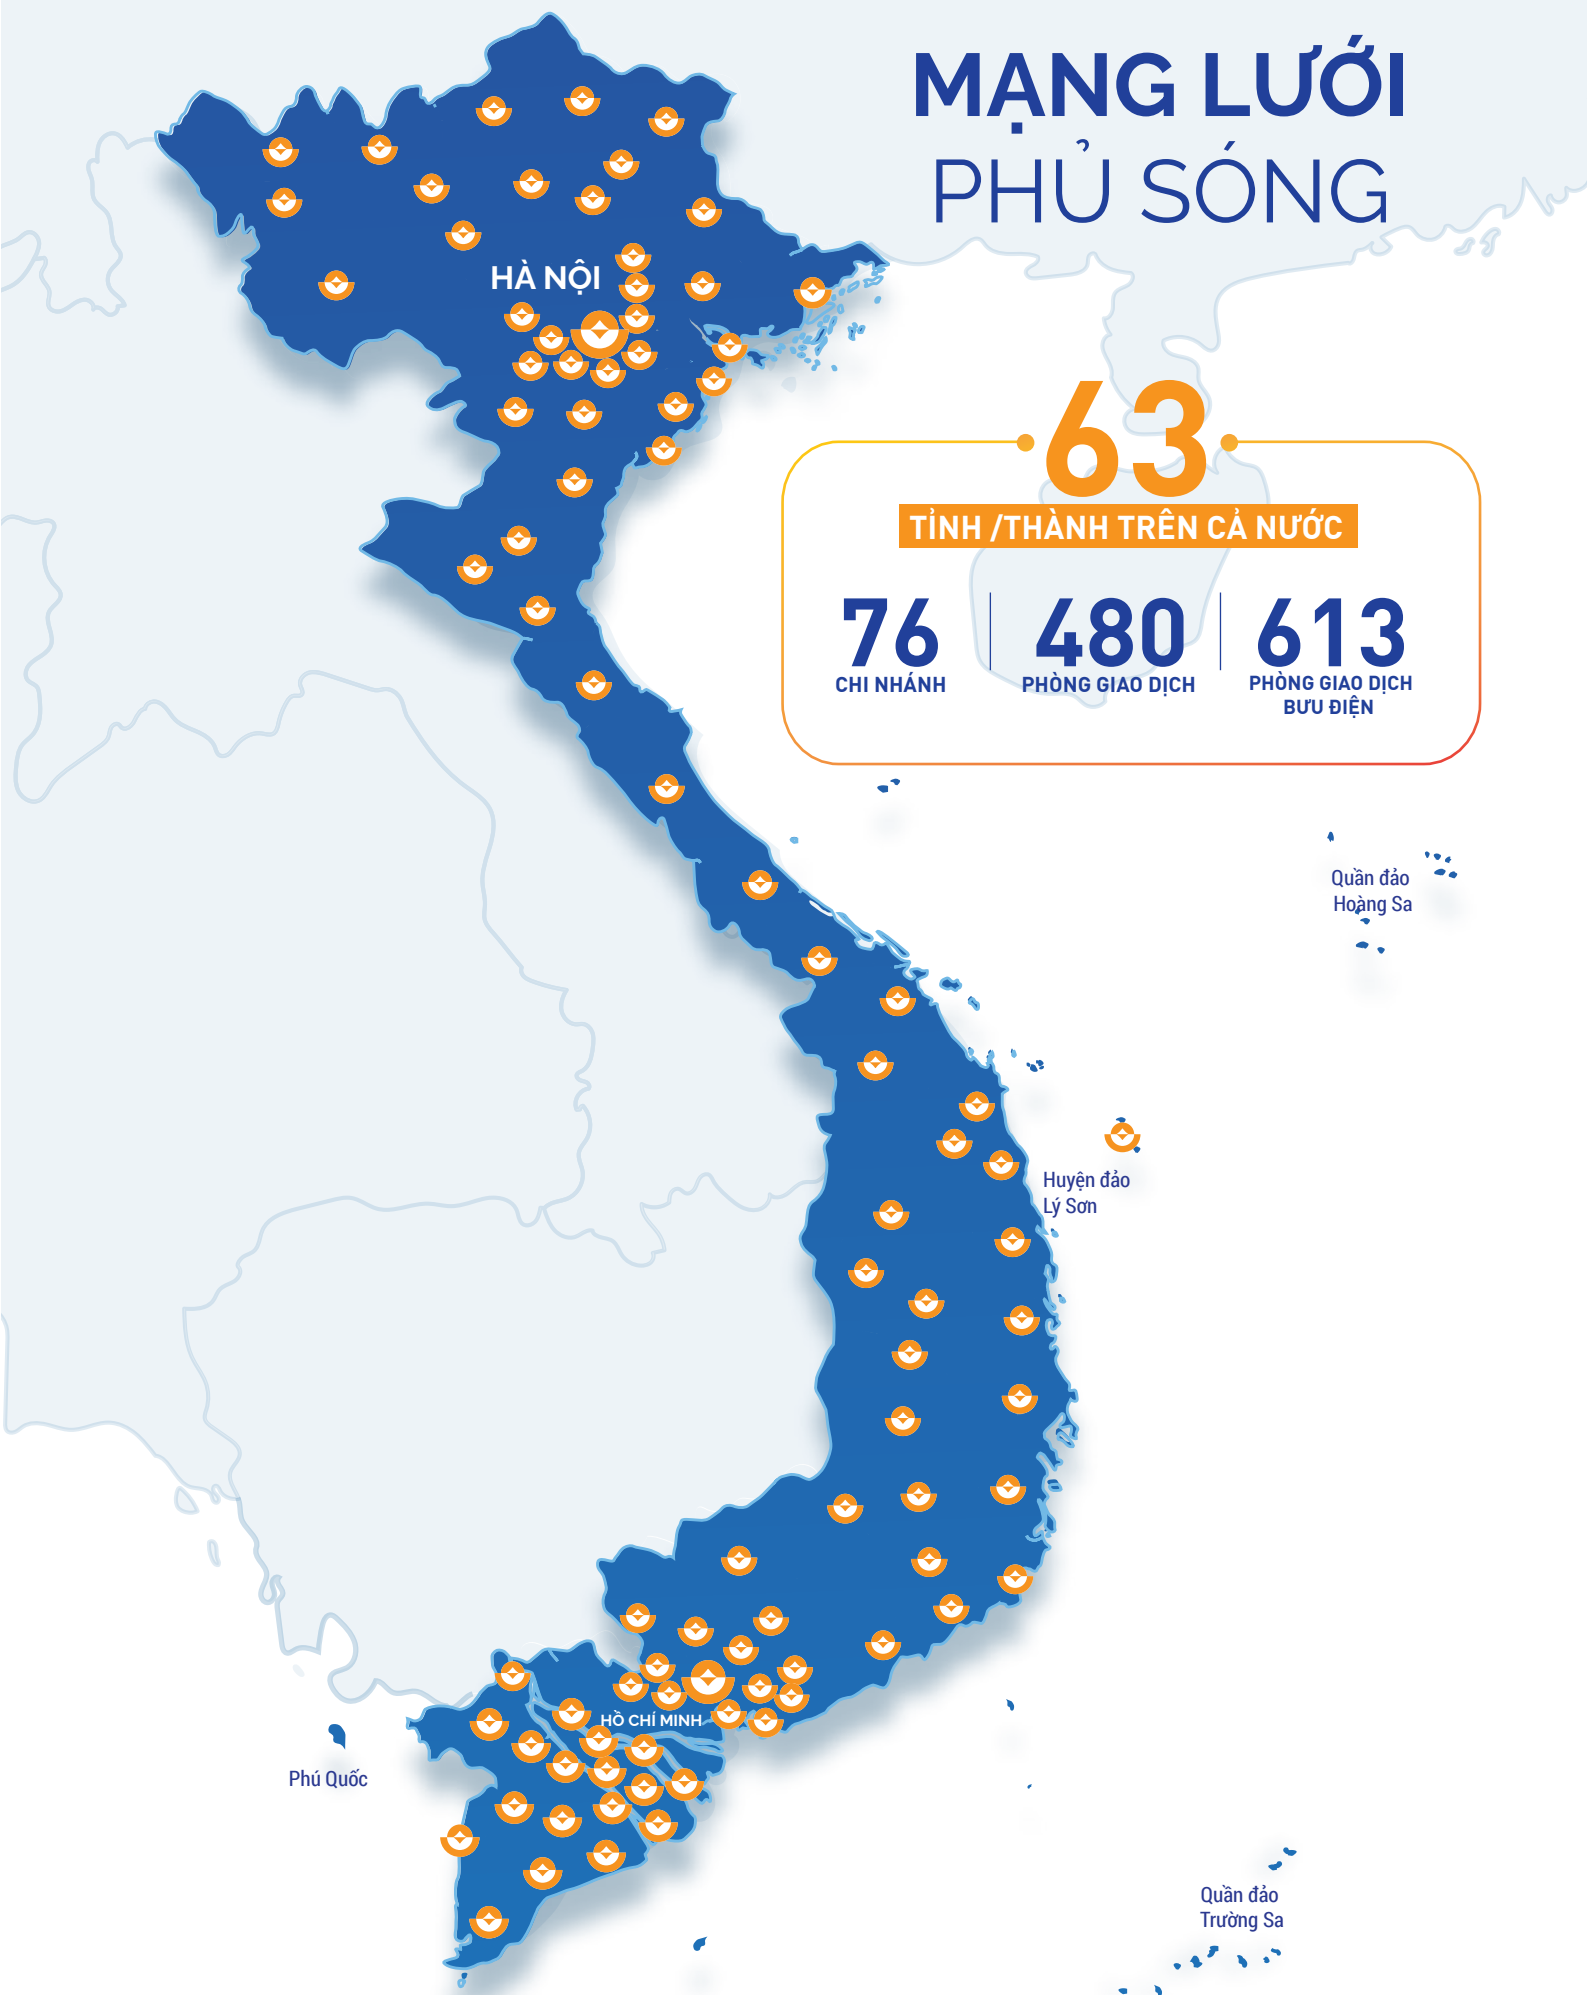 MẠNG LƯỚI
PHỦ SÓNG
HÀ NỘI
63
TỈNH /THÀNH TRÊN CẢ NƯỚC
76
CHI NHÁNH
480
PHÒNG GIAO DỊCH
613
PHÒNG GIAO DỊCH
BƯU ĐIỆN
Quần đảo
Hoàng Sa
Huyện đảo
Lý Sơn
HỒ CHÍ MINH
Phú Quốc
Quần đảo
Trường Sa